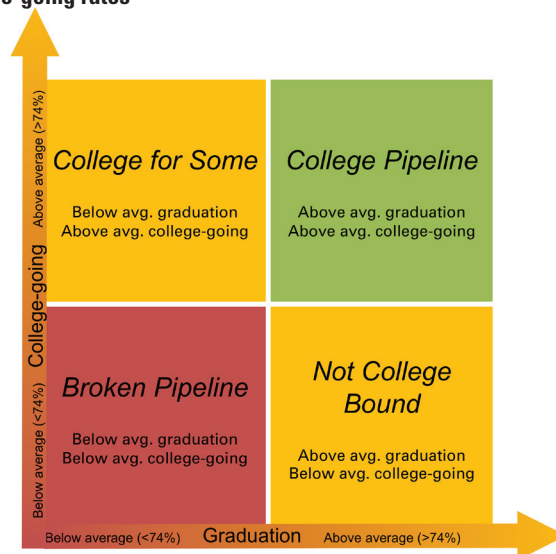 -going rates
Above average (>74%)
College-going
Below average (<74%)
College for Some
Below avg. graduation
Above avg. college-going
College Pipeline
Above avg. graduation
Above avg. college-going
Broken Pipeline
Below avg. graduation
Below avg. college-going
Not College
Bound
Above avg. graduation
Below avg. college-going
Below average (<74%)
Graduation
Above average (>74%)